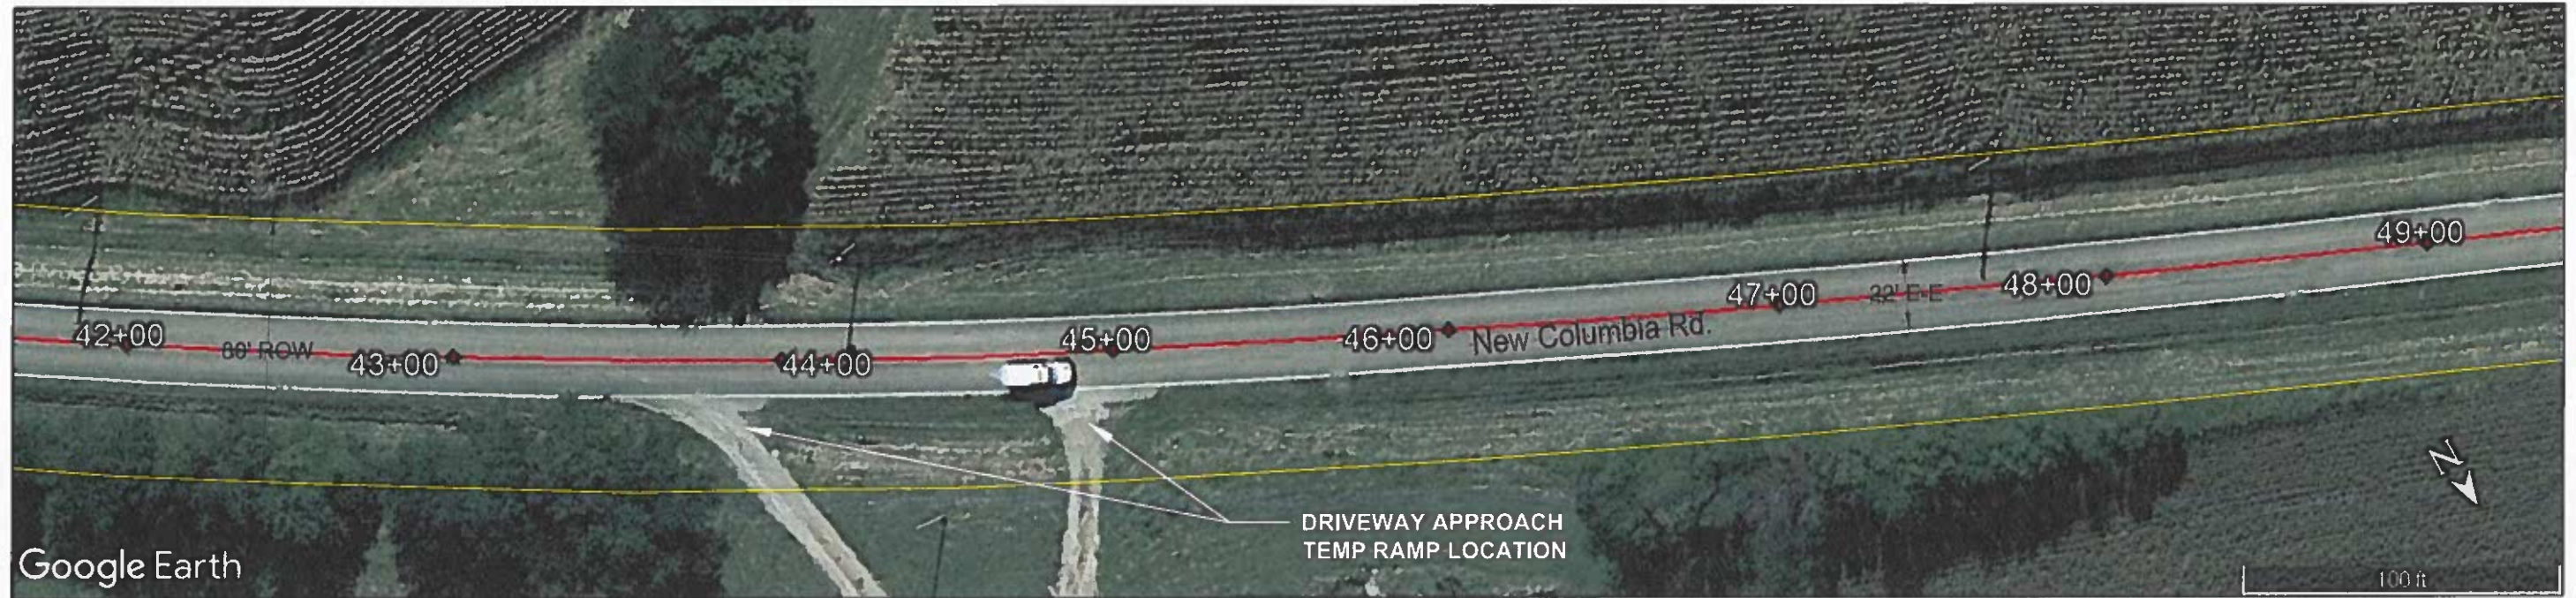 49+00
47+00
22' E-E
48+00
42+00
80' ROW
43+00
44+00
45+00
46+00
New Columbia Rd.
N
DRIVEWAY APPROACH
TEMP RAMP LOCATION
Google Earth
100 ft